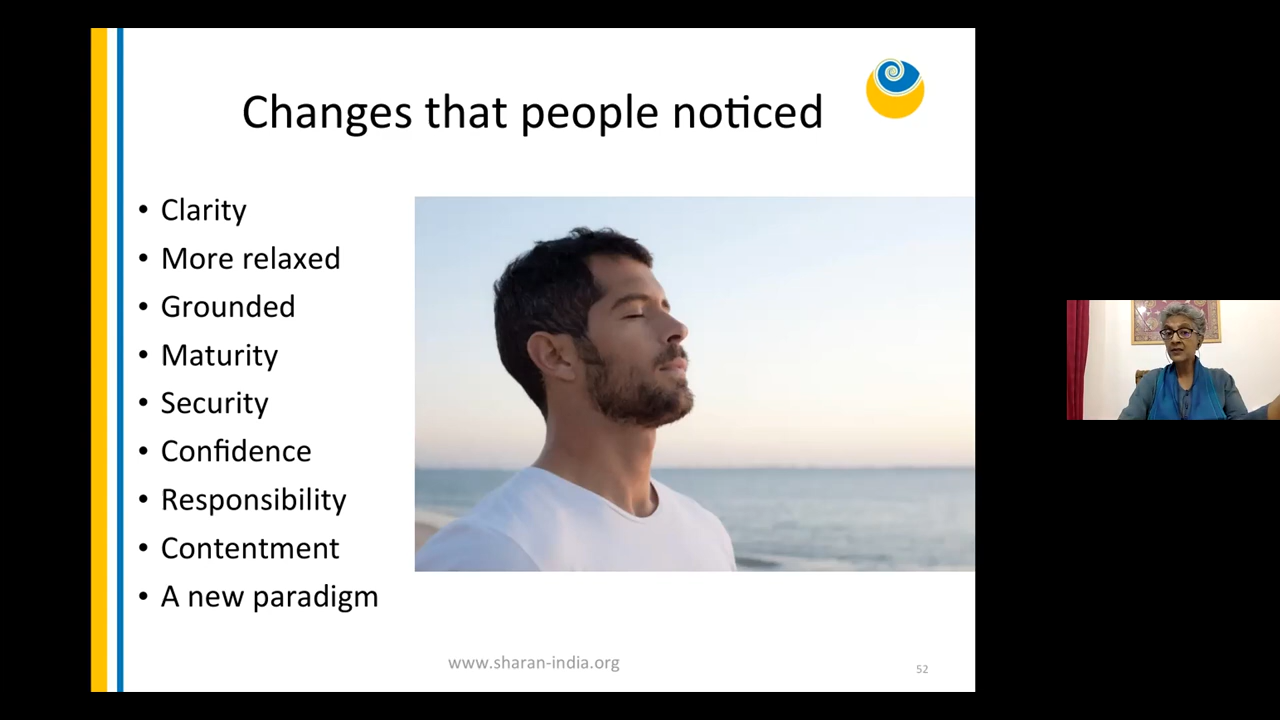 Changes that people noticed
• Clarity
• More relaxed
• Grounded
• Maturity
• Security
• Confidence
• Responsibility
• Contentment
• A new paradigm
www.sharan-india.org
52